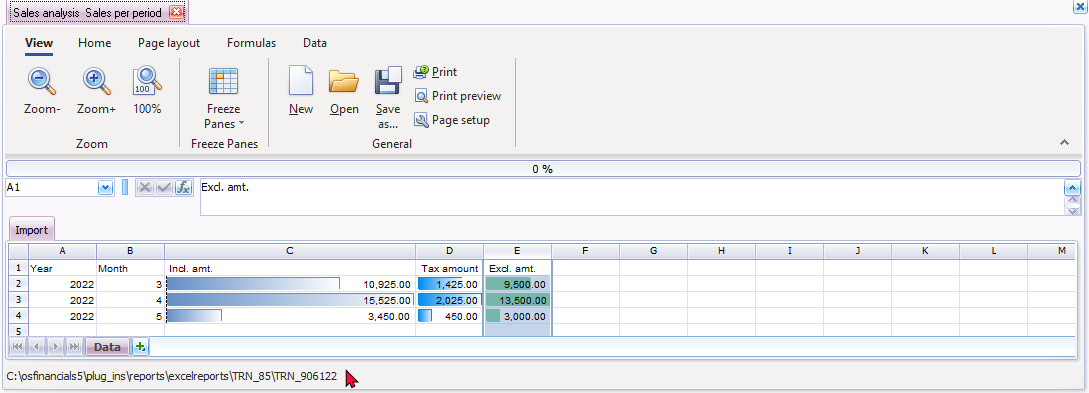 Sales analysis Sales per period
View Home Page layout Formulas Data
Zoom- Zoom+ 100 100% Freeze Panes New Open Save as... Print
Print preview
Page setup
Zoom Freeze Panes General
0 %
A1 fx Excl. amt.
Import
A B C D E F G H I J K L M
1 Year Month Incl. amt. Tax amount Excl. amt.
2 2022 3 10,925.00 1,425.00 9,500.00
3 2022 4 15,525.00 2,025.00 13,500.00
4 2022 5 3,450.00 450.00 3,000.00
5
Data
C:\osfinancials5\plug_ins\reports\excelreports\TRN_85\TRN_906122